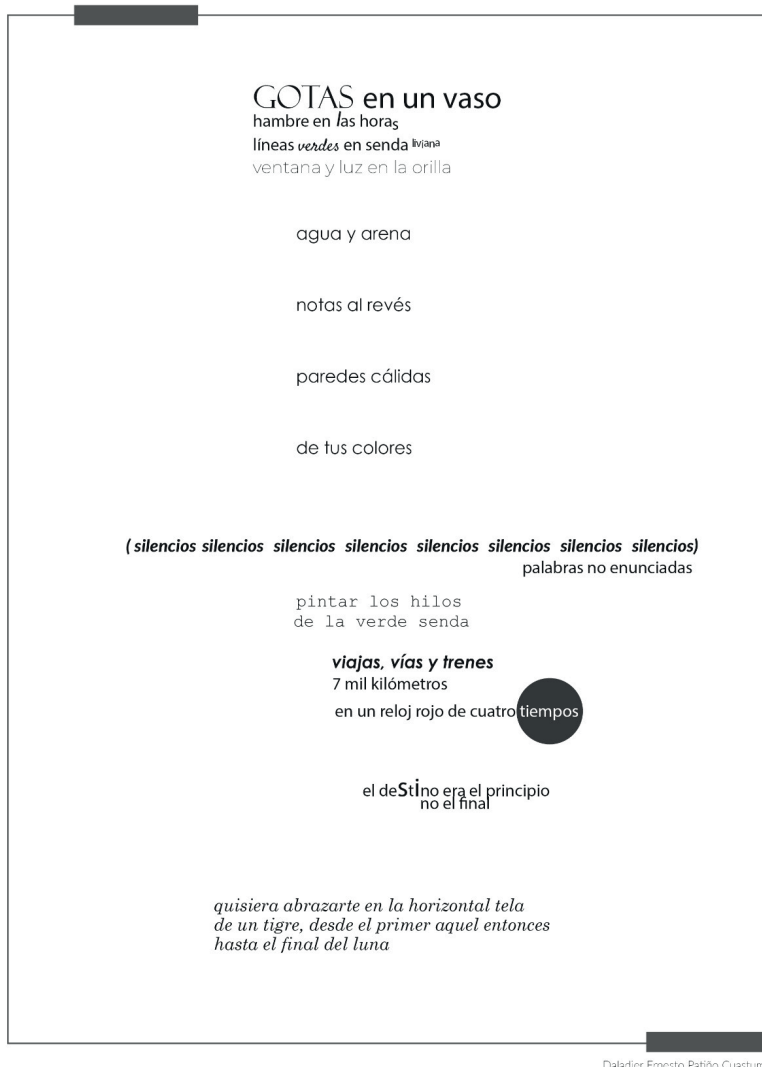 GOTAS en un vaso
hambre en las horas
líneas verdes en senda liviana
ventana y luz en la orilla
agua y arena
notas al revés
paredes cálidas
de tus colores
( silencios silencios silencios silencios silencios silencios silencios silencios)
palabras no enunciadas
pintar los hilos
de la verde senda
viajas, vías y trenes
7 mil kilómetros
en un reloj rojo de cuatro tiempos
el deStino era el principio
no el final
quisiera abrazarte en la horizontal tela
de un tigre, desde el primer aquel entonces
hasta el final del luna
Daladier Ernesto Patiño